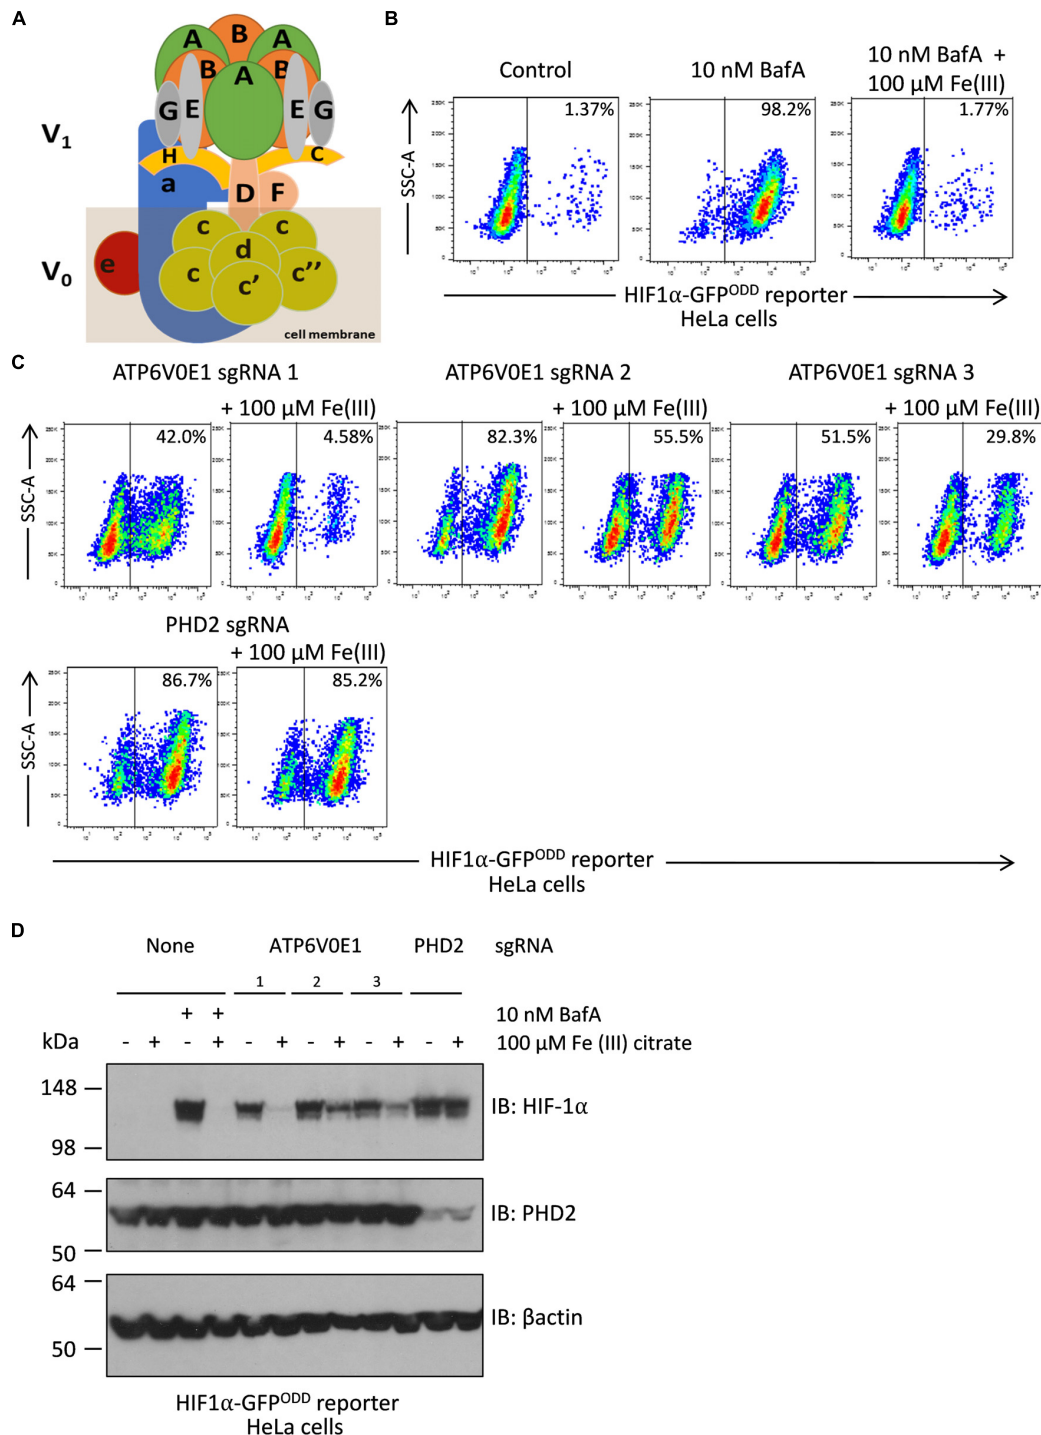 A
B
A
A
B
B
B
A
G
E
E
G
V1
H
C
a
D
F
c
c
d
V0
e
c
c’
c’’
cell membrane
Control
10 nM BafA
10 nM BafA +
100 µM Fe(III)
1.37%
98.2%
1.77%
SSC-A
HIF1α-GFPODD reporter
HeLa cells
C
ATP6V0E1 sgRNA 1
ATP6V0E1 sgRNA 2
ATP6V0E1 sgRNA 3
+ 100 µM Fe(III)
+ 100 µM Fe(III)
+ 100 µM Fe(III)
42.0%
4.58%
82.3%
55.5%
51.5%
29.8%
SSC-A
PHD2 sgRNA
+ 100 µM Fe(III)
86.7%
85.2%
SSC-A
HIF1α-GFPODD reporter
HeLa cells
D
None ATP6V0E1 PHD2 sgRNA
1 2 3
+ + 10 nM BafA
kDa - + - + - + - + - + - + 100 µM Fe (III) citrate
148
98
IB: HIF-1α
64
50
IB: PHD2
64
50
IB: βactin
HIF1α-GFPODD reporter
HeLa cells